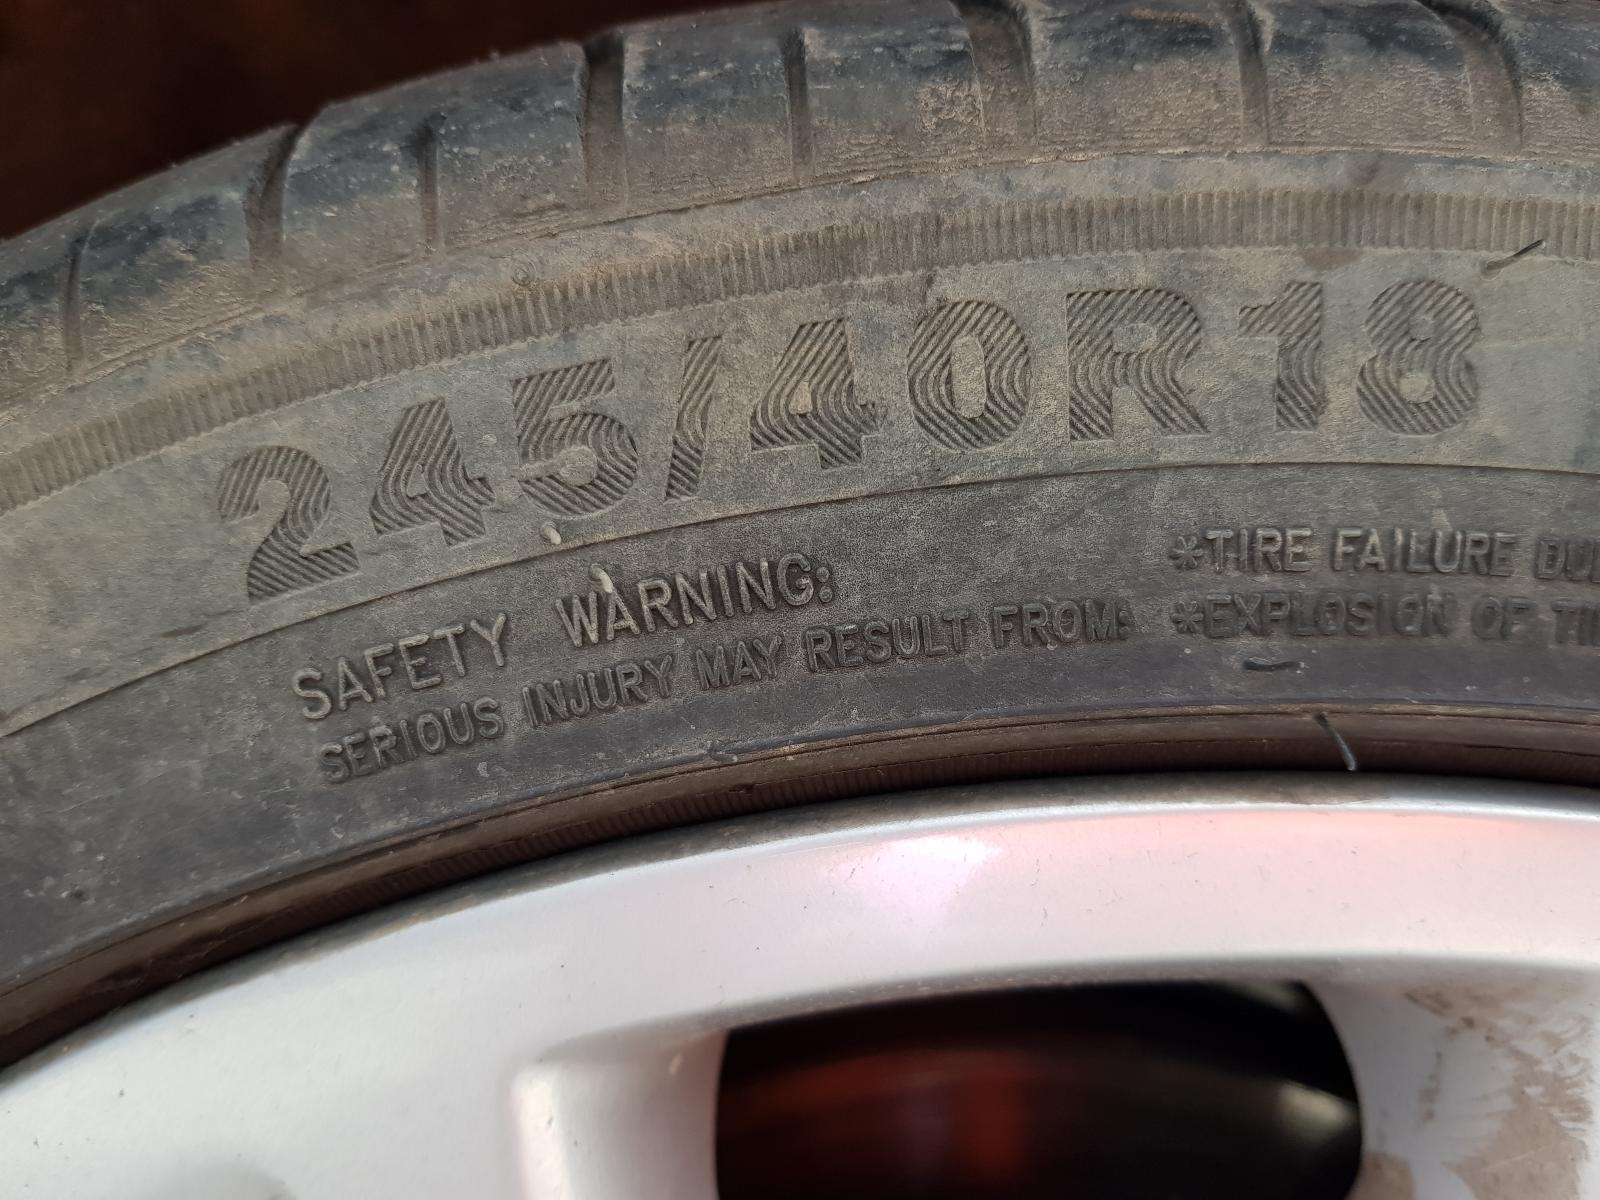 245/40R18
SAFETY WARNING:
SERIOUS INJURY MAY RESULT FROM:
*TIRE FAILURE
*EXPLOSION OF